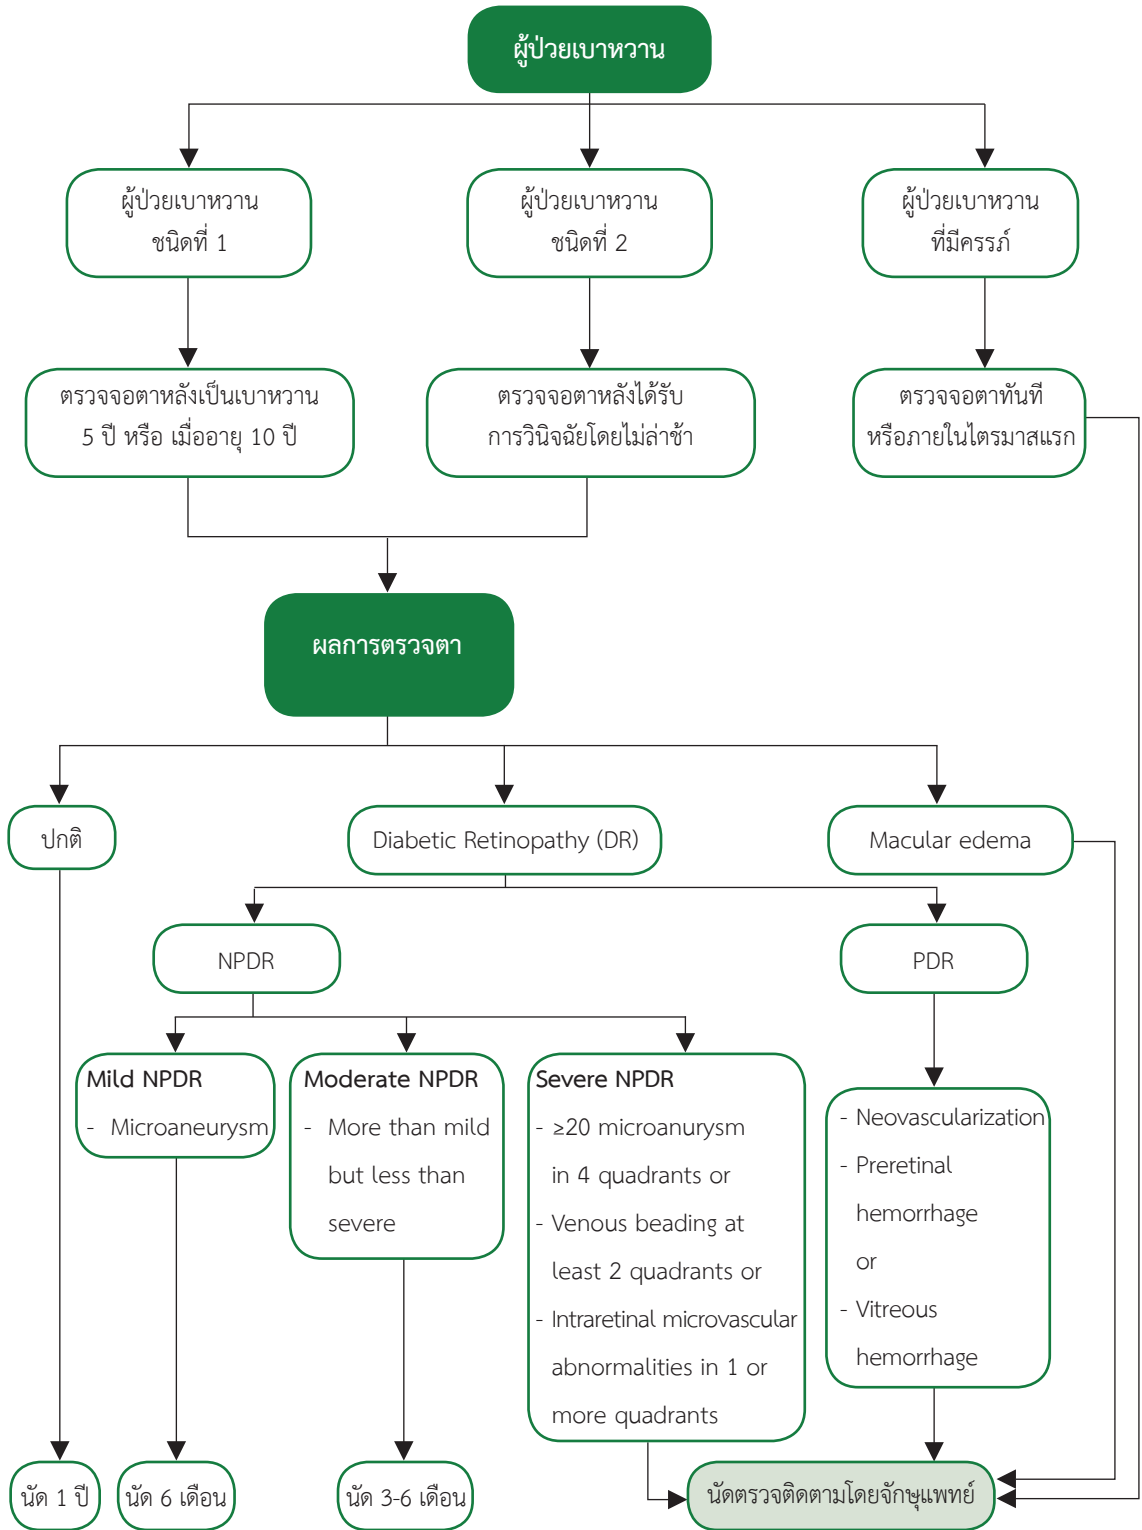 ผู้ป่วยเบาหวาน
ผู้ป่วยเบาหวาน
ชนิดที่ 1
ผู้ป่วยเบาหวาน
ชนิดที่ 2
ผู้ป่วยเบาหวาน
ที่มีครรภ์
ตรวจจอตาหลังเป็นเบาหวาน
5 ปี หรือ เมื่ออายุ 10 ปี
ตรวจจอตาหลังได้รับ
การวินิจฉัยโดยไม่ล่าช้า
ตรวจจอตาทันที
หรือภายในไตรมาสแรก
ผลการตรวจตา
ปกติ
Diabetic Retinopathy (DR)
Macular edema
NPDR
PDR
Mild NPDR
- Microaneurysm
Moderate NPDR
- More than mild
but less than
severe
Severe NPDR
- ≥20 microanurysm
in 4 quadrants or
- Venous beading at
least 2 quadrants or
- Intraretinal microvascular
abnormalities in 1 or
more quadrants
- Neovascularization
- Preretinal
hemorrhage
or
- Vitreous
hemorrhage
นัด 1 ปี
นัด 6 เดือน
นัด 3-6 เดือน
นัดตรวจติดตามโดยจักษุแพทย์